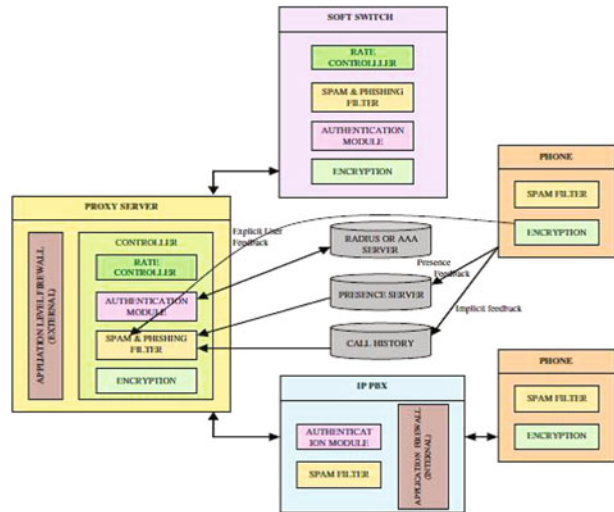 SOFT SWITCH
RATE
CONTROLLLER
SPAM & PHISHING
FILTER
AUTHENTICATION
MODULE
ENCRYPTION
PHONE
SPAM FILTER
ENCRYPTION
PROXY SERVER
APPLIATION LEVEL FIREWALL
(EXTERNAL)
CONTROLLER
RATE
CONTROLLER
AUTHENTICATION
MODULE
SPAM & PHISHING
FILTER
ENCRYPTION
Explicit User
Feedback
RADIUS OR AAA
SERVER
Presence
Feedback
PRESENCE SERVER
Implicit feedback
CALL HISTORY
IP PBX
AUTHENTICAT
ION MODULE
SPAM FILTER
APPLICATION FIREWALL
(INTERNAL)
PHONE
SPAM FILTER
ENCRYPTION